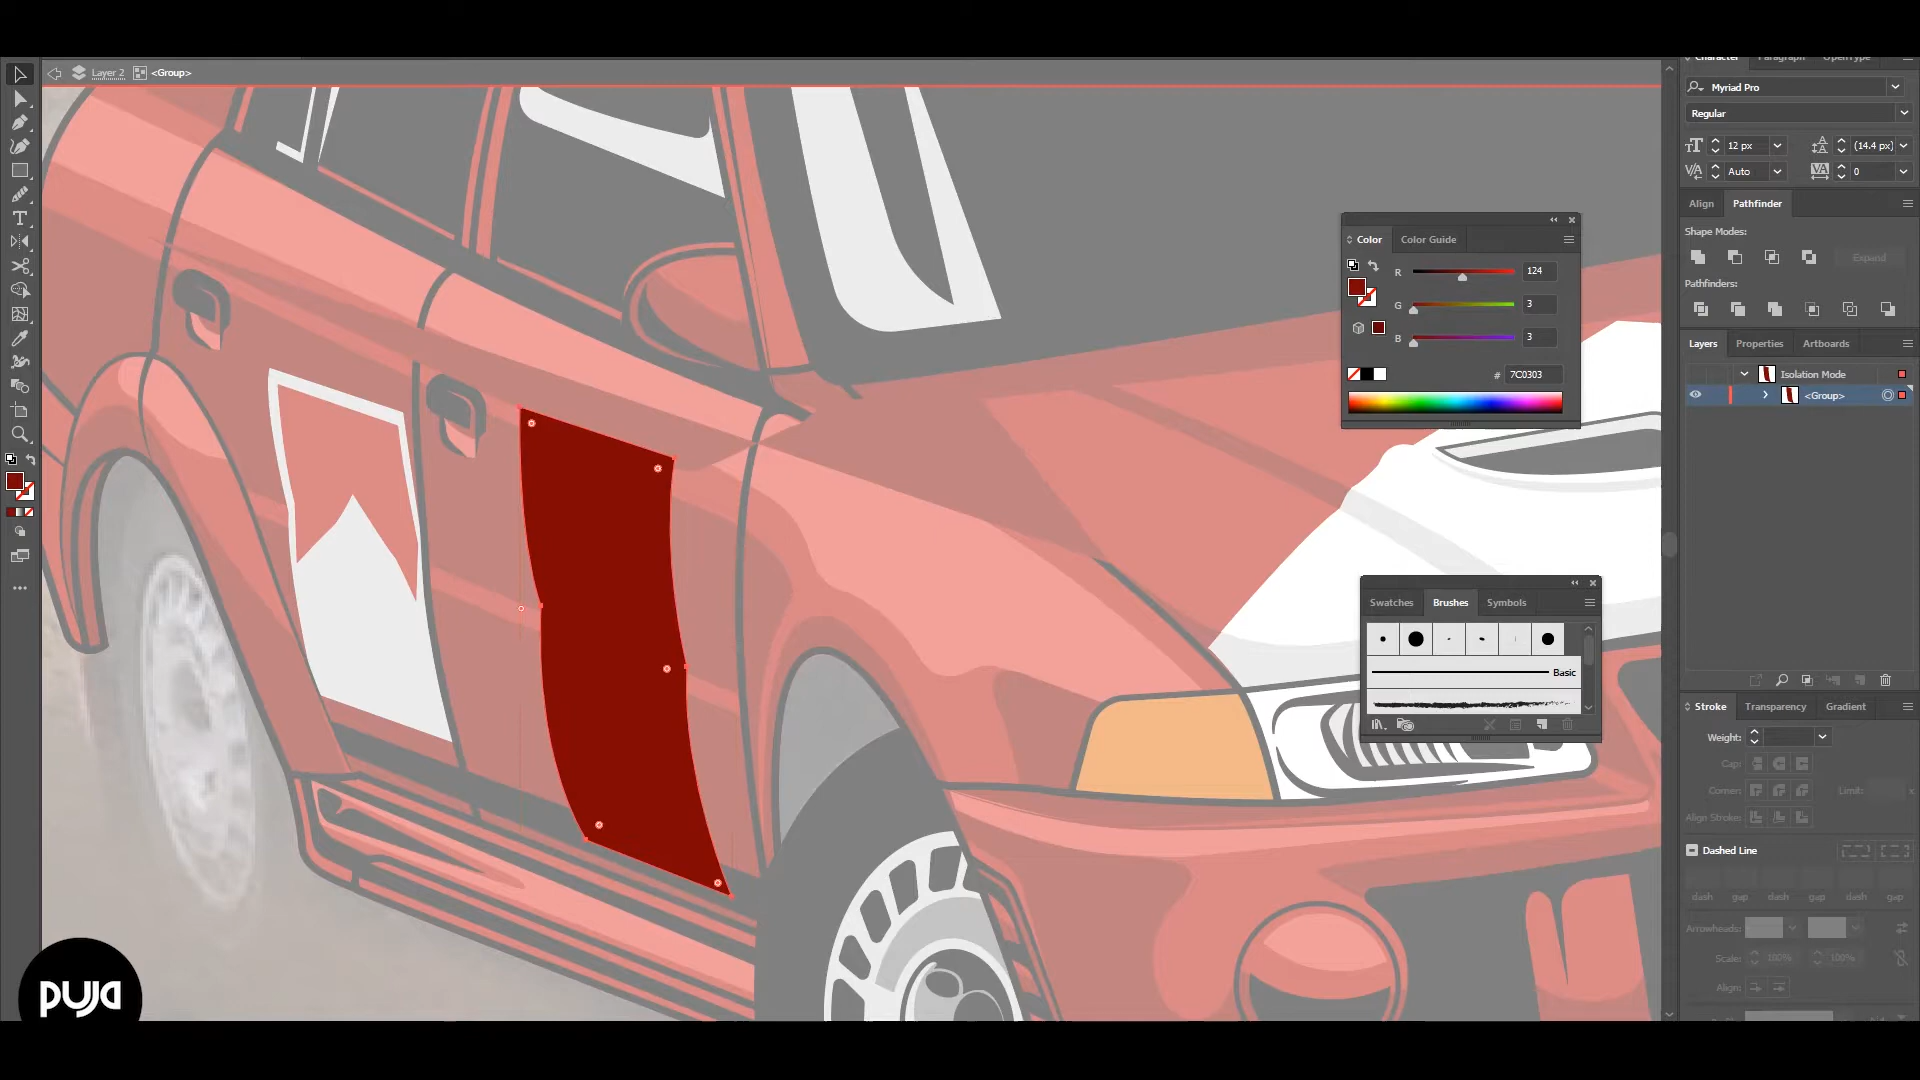 Layer 2 <Group>
Character Paragraph OpenType
Myriad Pro
Regular
12 px (14.4 px)
Auto 0
Align Pathfinder
Shape Modes:
Expand
Pathfinders:
Layers Properties Artboards
Isolation Mode
<Group>
Color Color Guide
R 124
G 3
B 3
# 7C0303
Swatches Brushes Symbols
Basic
Stroke Transparency Gradient
Weight:
Cap:
Corner: Limit: x
Align Stroke:
Dashed Line
dash gap dash gap dash gap
Arrowheads:
Scale: 100% 100%
Align:
puja